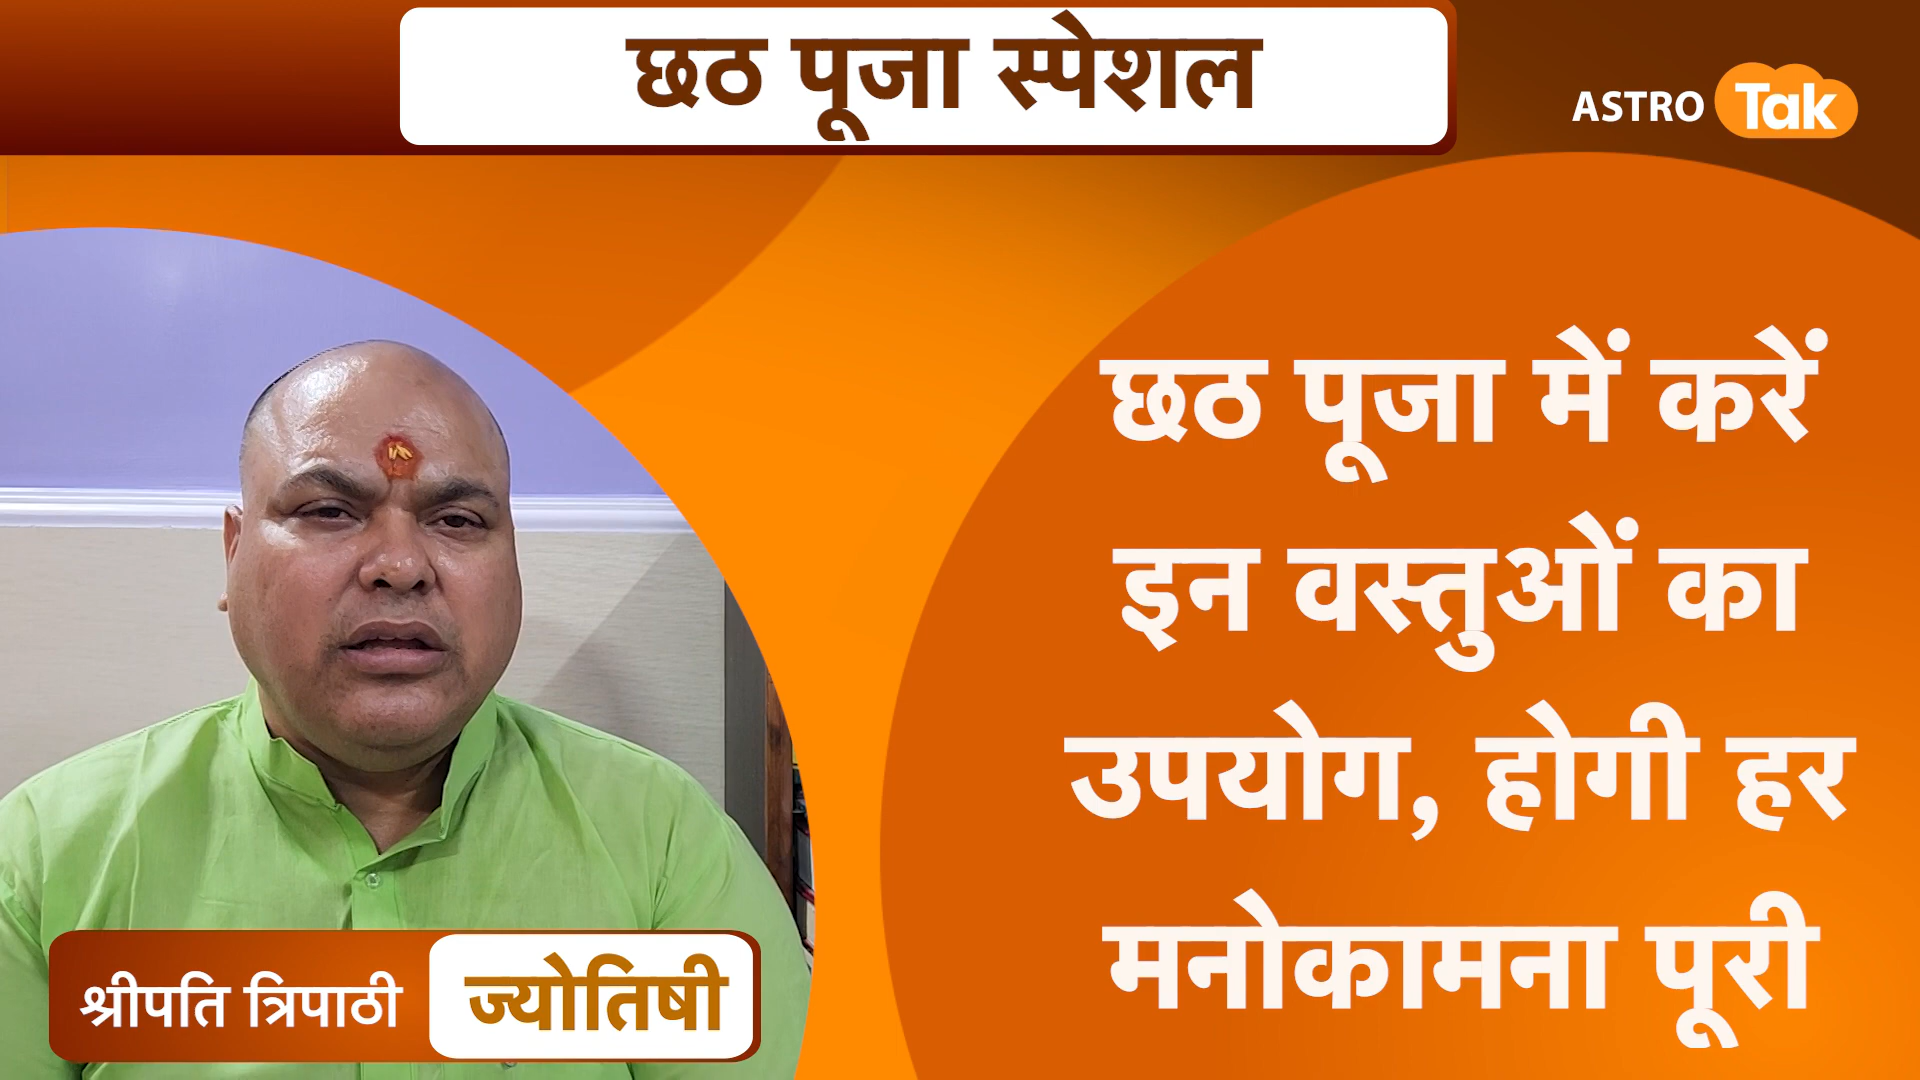 छठ पूजा स्पेशल
ASTRO Tak
छठ पूजा में करें
इन वस्तुओं का
उपयोग, होगी हर
मनोकामना पूरी
श्रीपति त्रिपाठी ज्योतिषी